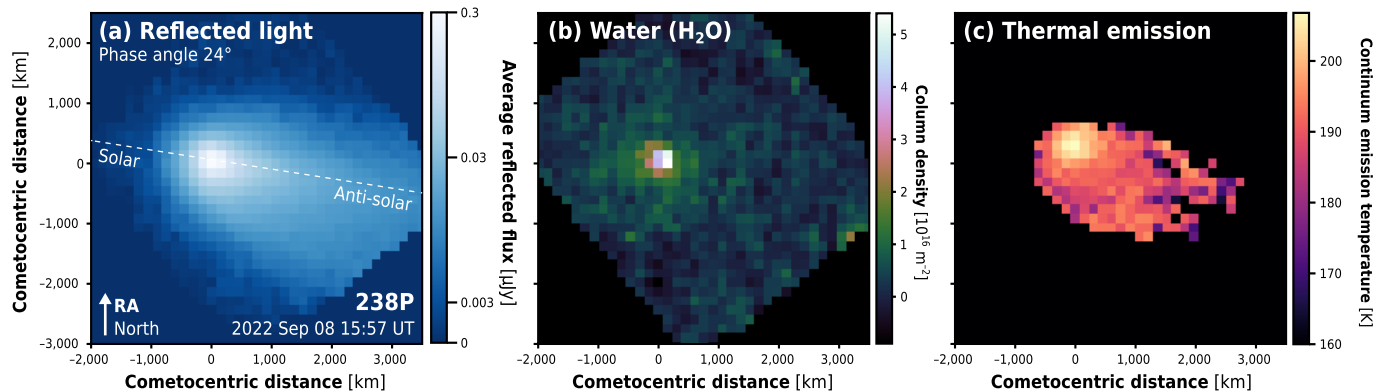 (a) Reflected light
Phase angle 24°
Solar
Anti-solar
RA
North
238P
2022 Sep 08 15:57 UT
2,000
1,000
0
−1,000
−2,000
−3,000
Cometocentric distance [km]
−2,000 −1,000 0 1,000 2,000 3,000
Cometocentric distance [km]
0.3
0.03
0.003
0
Average reflected flux [μJy]
(b) Water (H₂O)
−2,000 −1,000 0 1,000 2,000 3,000
Cometocentric distance [km]
5
4
3
2
1
0
Column density [10¹⁶ m⁻²]
(c) Thermal emission
−2,000 −1,000 0 1,000 2,000 3,000
Cometocentric distance [km]
200
190
180
170
160
Continuum emission temperature [K]